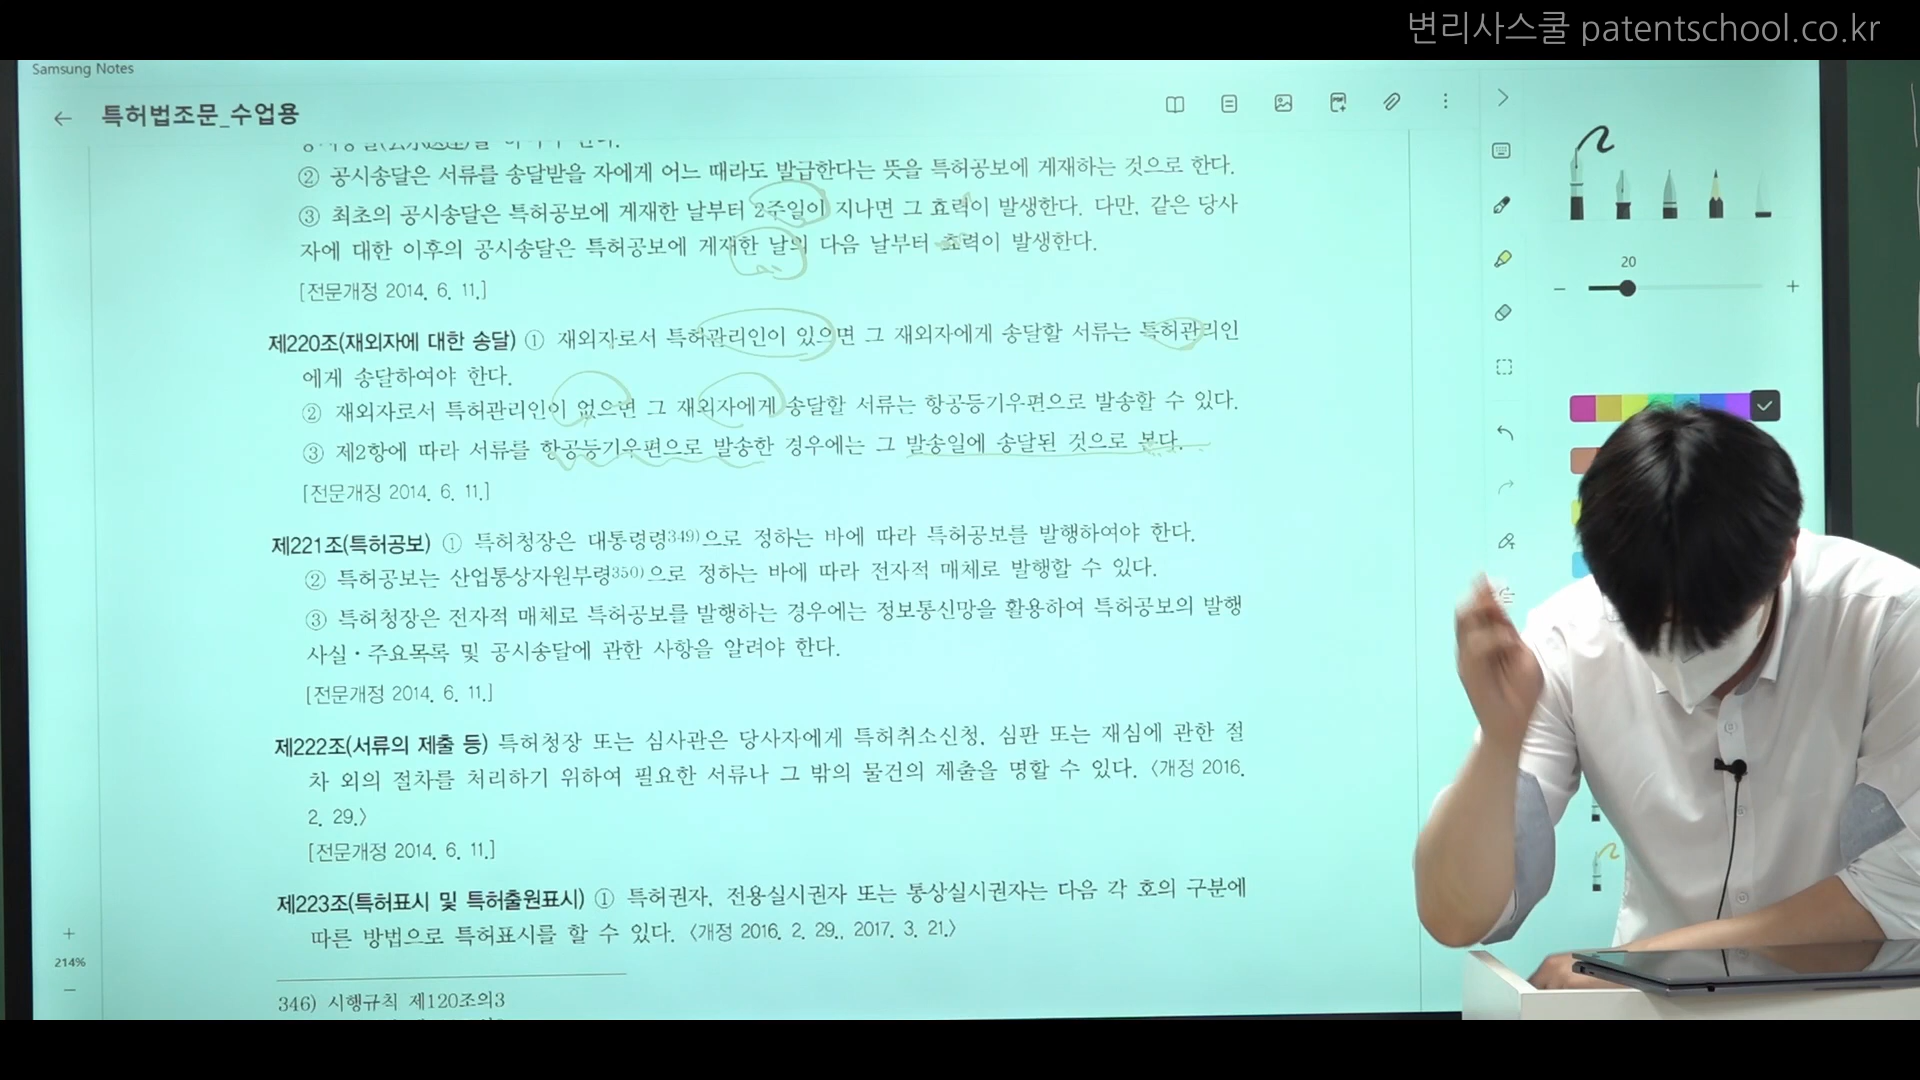 변리사스쿨 patentschool.co.kr
Samsung Notes
특허법조문_수업용
② 공시송달은 서류를 송달받을 자에게 어느 때라도 발급한다는 뜻을 특허공보에 게재하는 것으로 한다.
③ 최초의 공시송달은 특허공보에 게재한 날부터 2주일이 지나면 그 효력이 발생한다. 다만, 같은 당사
자에 대한 이후의 공시송달은 특허공보에 게재한 날의 다음 날부터 효력이 발생한다.
[전문개정 2014. 6. 11.]
제220조(재외자에 대한 송달) ① 재외자로서 특허관리인이 있으면 그 재외자에게 송달할 서류는 특허관리인
에게 송달하여야 한다.
② 재외자로서 특허관리인이 없으면 그 재외자에게 송달할 서류는 항공등기우편으로 발송할 수 있다.
③ 제2항에 따라 서류를 항공등기우편으로 발송한 경우에는 그 발송일에 송달된 것으로 본다.
[전문개정 2014. 6. 11.]
제221조(특허공보) ① 특허청장은 대통령령349)으로 정하는 바에 따라 특허공보를 발행하여야 한다.
② 특허공보는 산업통상자원부령350)으로 정하는 바에 따라 전자적 매체로 발행할 수 있다.
③ 특허청장은 전자적 매체로 특허공보를 발행하는 경우에는 정보통신망을 활용하여 특허공보의 발행
사실·주요목록 및 공시송달에 관한 사항을 알려야 한다.
[전문개정 2014. 6. 11.]
제222조(서류의 제출 등) 특허청장 또는 심사관은 당사자에게 특허취소신청, 심판 또는 재심에 관한 절
차 외의 절차를 처리하기 위하여 필요한 서류나 그 밖의 물건의 제출을 명할 수 있다. 〈개정 2016.
2. 29.〉
[전문개정 2014. 6. 11.]
제223조(특허표시 및 특허출원표시) ① 특허권자, 전용실시권자 또는 통상실시권자는 다음 각 호의 구분에
따른 방법으로 특허표시를 할 수 있다. 〈개정 2016. 2. 29., 2017. 3. 21.〉
346) 시행규칙 제120조의3
20
214%